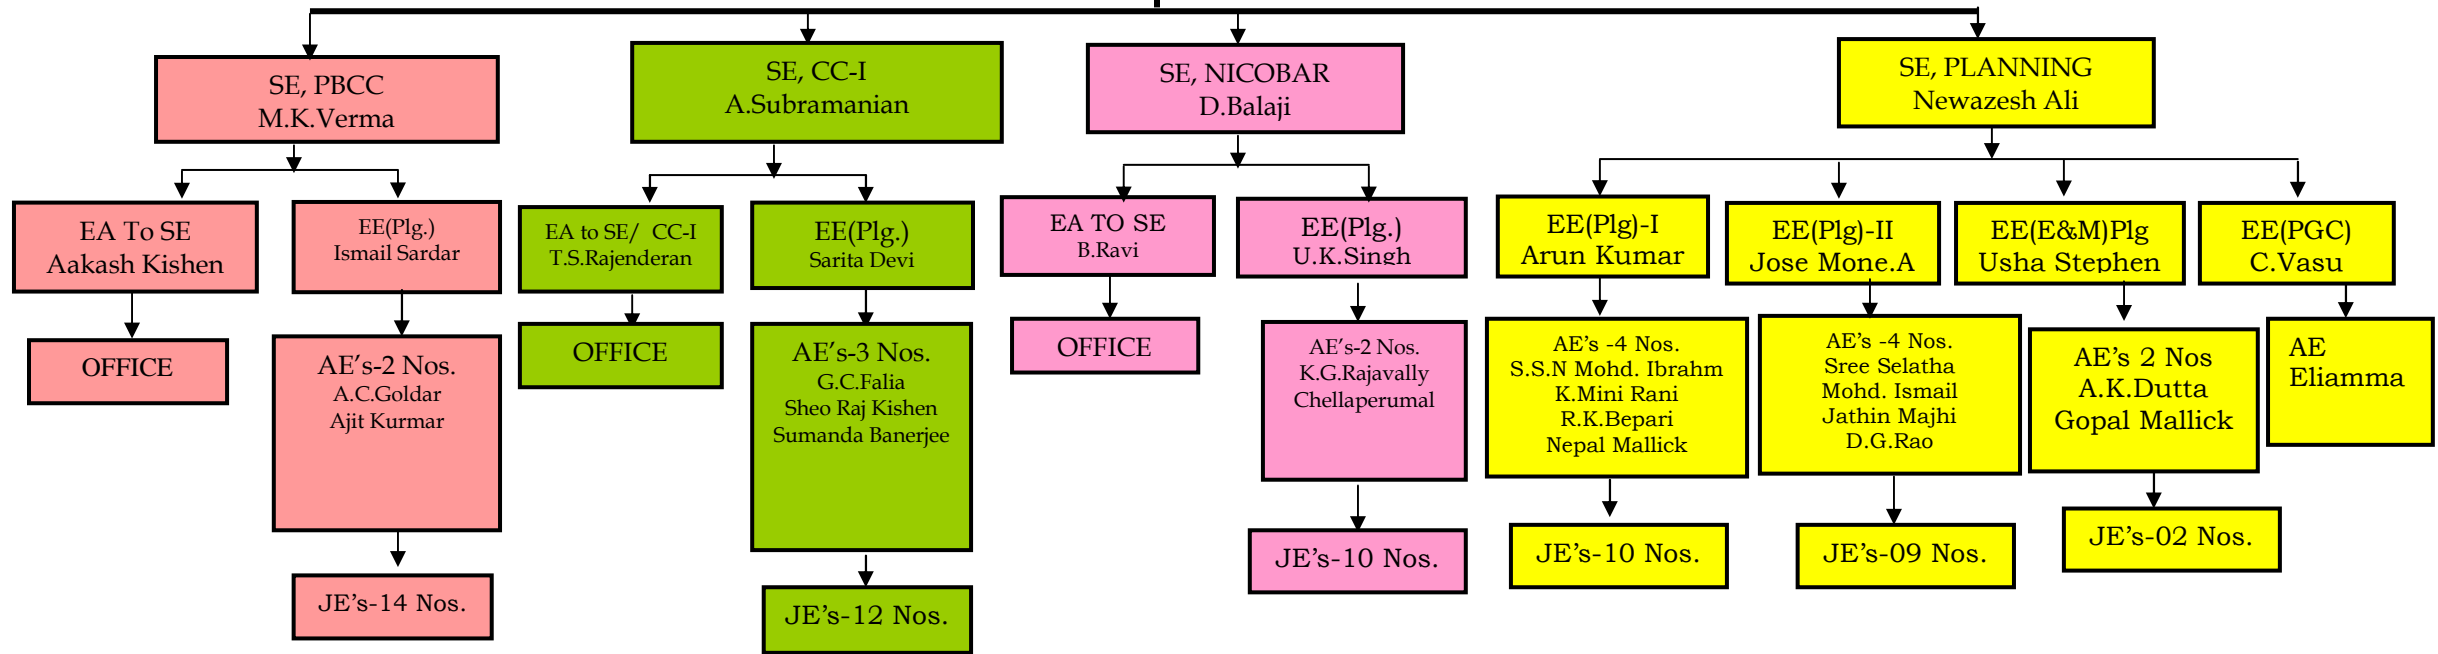 SE, PBCC
M.K.Verma
SE, CC-I
A.Subramanian
SE, NICOBAR
D.Balaji
SE, PLANNING
Newazesh Ali
EA To SE
Aakash Kishen
EE(Plg.)
Ismail Sardar
EA to SE/ CC-I
T.S.Rajenderan
EE(Plg.)
Sarita Devi
EA TO SE
B.Ravi
EE(Plg.)
U.K.Singh
EE(Plg)-I
Arun Kumar
EE(Plg)-II
Jose Mone.A
EE(E&M)Plg
Usha Stephen
EE(PGC)
C.Vasu
OFFICE
AE’s-2 Nos.
A.C.Goldar
Ajit Kurmar
OFFICE
AE’s-3 Nos.
G.C.Falia
Sheo Raj Kishen
Sumanda Banerjee
OFFICE
AE’s-2 Nos.
K.G.Rajavally
Chellaperumal
AE’s -4 Nos.
S.S.N Mohd. Ibrahm
K.Mini Rani
R.K.Bepari
Nepal Mallick
AE’s -4 Nos.
Sree Selatha
Mohd. Ismail
Jathin Majhi
D.G.Rao
AE’s 2 Nos
A.K.Dutta
Gopal Mallick
AE
Eliamma
JE’s-14 Nos.
JE’s-12 Nos.
JE’s-10 Nos.
JE’s-10 Nos.
JE’s-09 Nos.
JE’s-02 Nos.